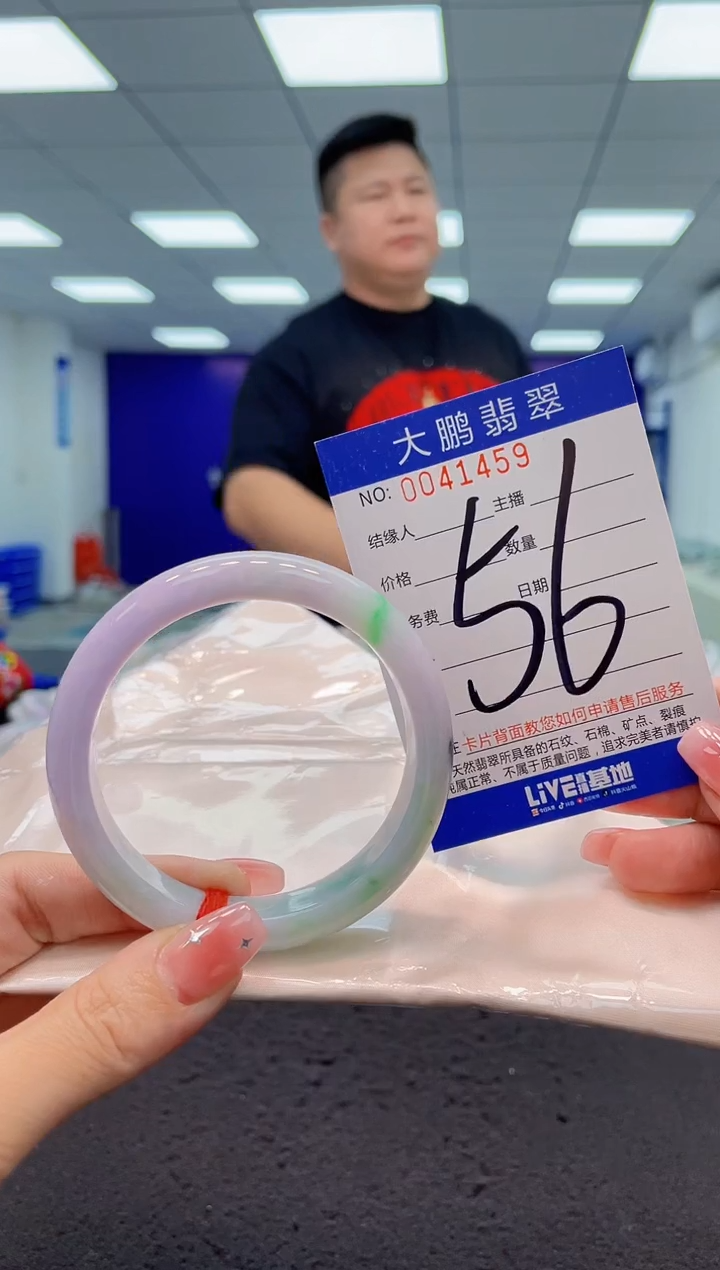 大鹏翡翠
NO: 0041459
结缘人 主播
56
价格 数量
务费 日期
卡片背面教您如何申请售后服务
天然翡翠所具备的石纹、石棉、矿点、裂痕
属正常、不属于质量问题，追求完美者请慎拍
LiVE 基地